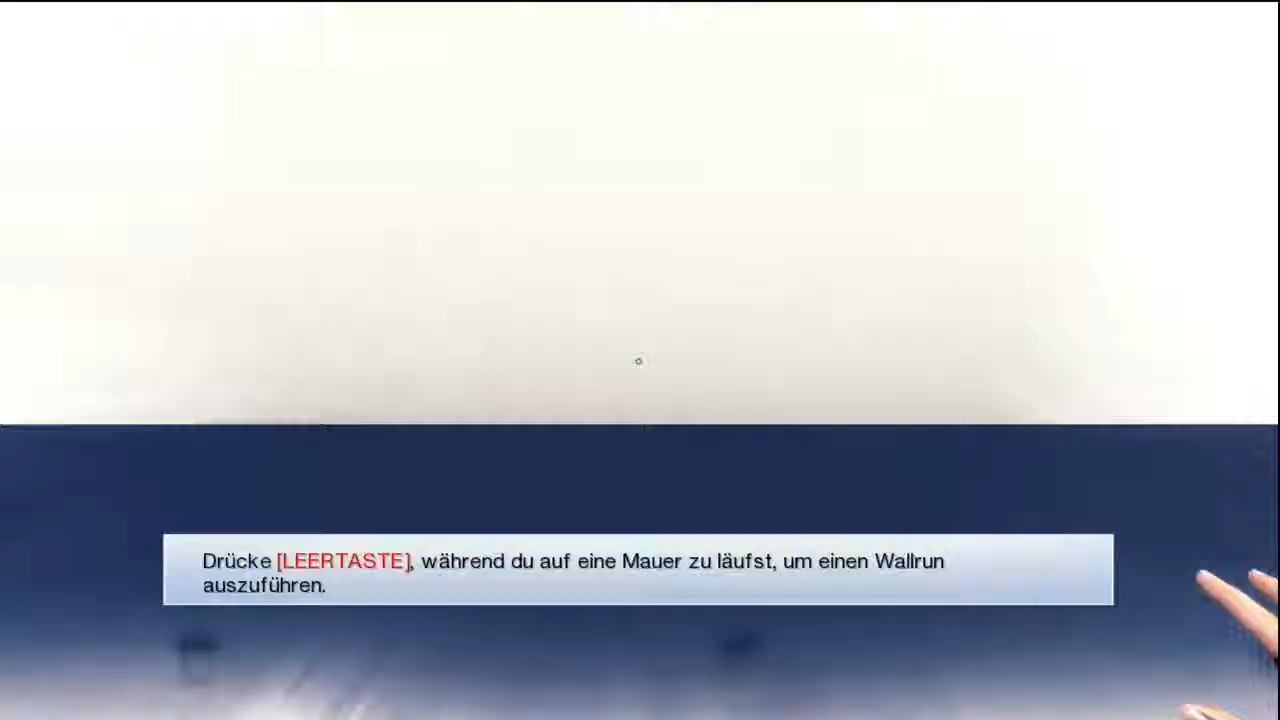 Drücke [LEERTASTE], während du auf eine Mauer zu läufst, um einen Wallrun
auszuführen.